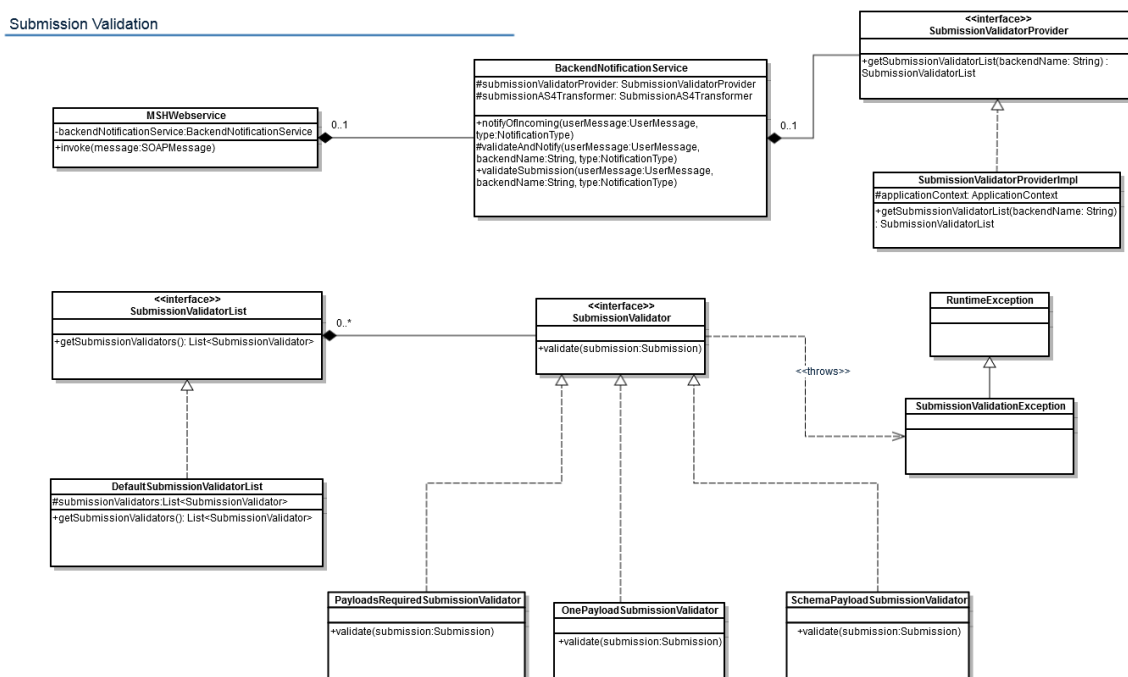 Submission Validation
<<interface>>
SubmissionValidatorProvider
+getSubmissionValidatorList(backendName: String) :
SubmissionValidatorList
BackendNotificationService
#submissionValidatorProvider: SubmissionValidatorProvider
#submissionAS4Transformer: SubmissionAS4Transformer
+notifyOfIncoming(userMessage:UserMessage,
type:NotificationType)
#validateAndNotify(userMessage:UserMessage,
backendName:String, type:NotificationType)
+validateSubmission(userMessage:UserMessage,
backendName:String, type:NotificationType)
0..1
MSHWebservice
-backendNotificationService:BackendNotificationService
+invoke(message:SOAPMessage)
0..1
SubmissionValidatorProviderImpl
#applicationContext: ApplicationContext
+getSubmissionValidatorList(backendName: String)
: SubmissionValidatorList
<<interface>>
SubmissionValidatorList
+getSubmissionValidators(): List<SubmissionValidator>
0..*
<<interface>>
SubmissionValidator
+validate(submission:Submission)
RuntimeException
<<throws>>
SubmissionValidationException
DefaultSubmissionValidatorList
#submissionValidators:List<SubmissionValidator>
+getSubmissionValidators(): List<SubmissionValidator>
PayloadsRequiredSubmissionValidator
+validate(submission:Submission)
OnePayloadSubmissionValidator
+validate(submission:Submission)
SchemaPayloadSubmissionValidator
+validate(submission:Submission)